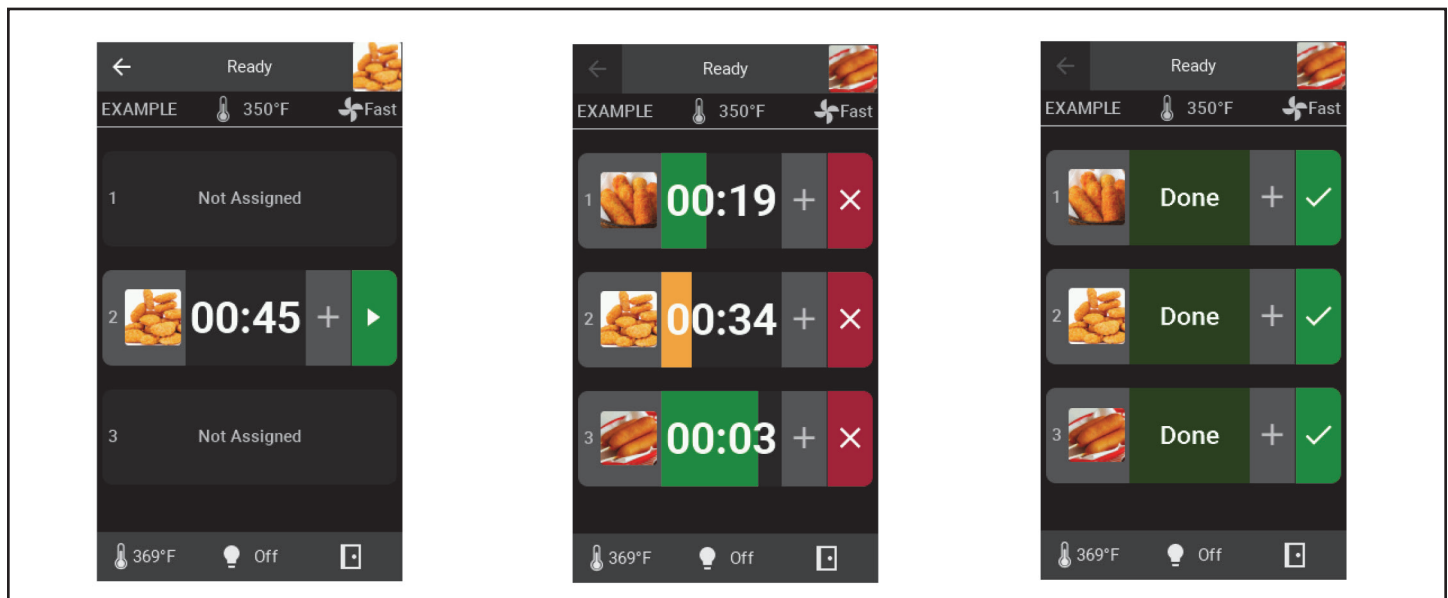 Ready
EXAMPLE 350°F Fast
1 Not Assigned
2 00:45 +
3 Not Assigned
369°F Off
Ready
EXAMPLE 350°F Fast
1 00:19 +
2 00:34 +
3 00:03 +
369°F Off
Ready
EXAMPLE 350°F Fast
1 Done +
2 Done +
3 Done +
369°F Off